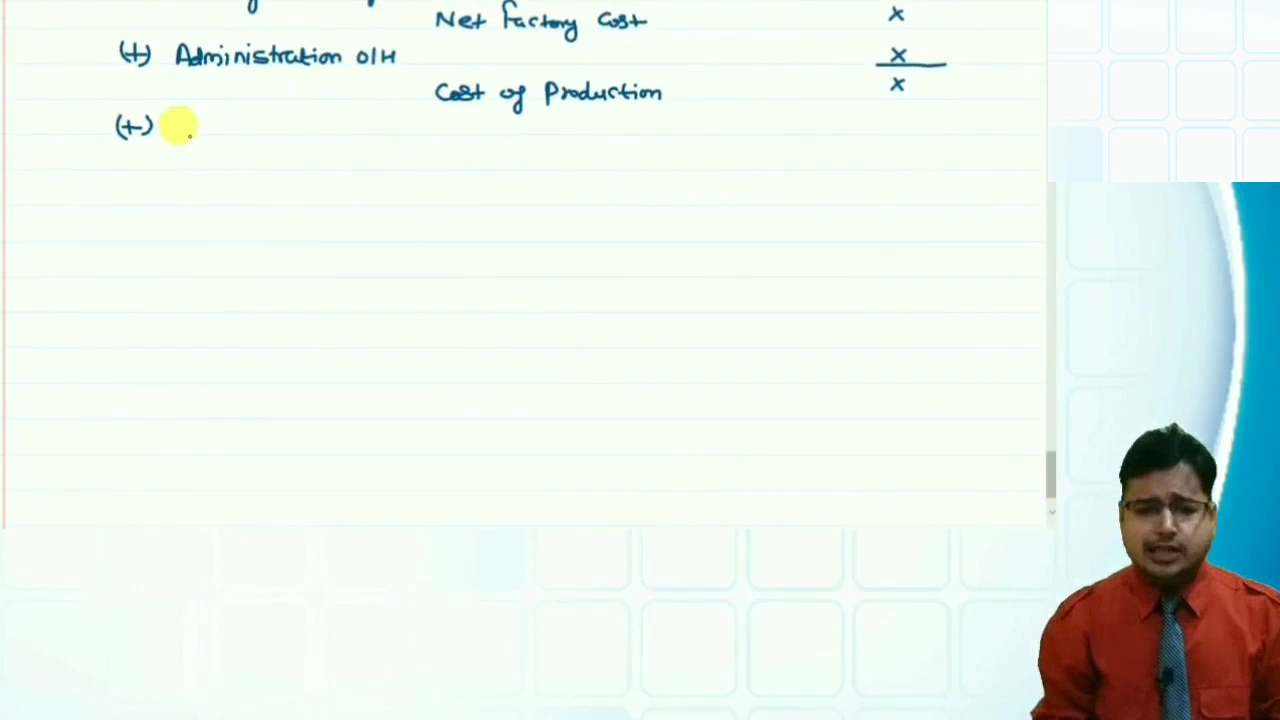 Net Factory Cost X
(+) Administration O/H X
Cost of Production X
(+)